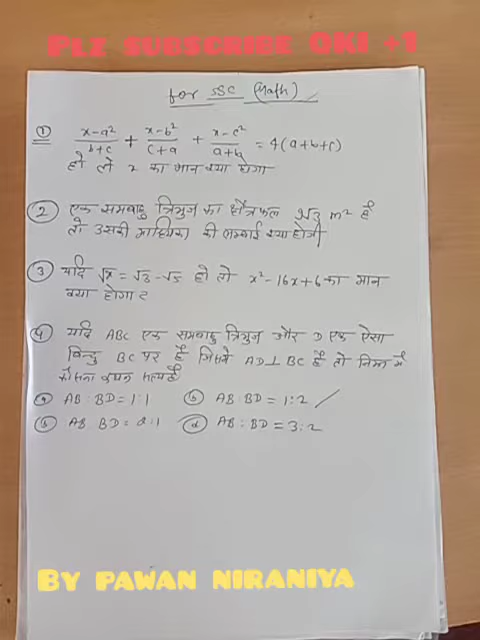 PLZ SUBSCRIBE QKI +1
for SSC (Math)
① x-a²/b+c + x-b²/c+a + x-c²/a+b = 4(a+b+c)
हो तो x का मान क्या होगा
② एक समबाहु त्रिभुज का क्षेत्रफल 9√3 m² है
तो उसकी माध्यिका की लम्बाई क्या होगी
③ यदि √x = √3 - √5 हो तो x² - 16x + 6 का मान
क्या होगा ?
④ यदि ABC एक समबाहु त्रिभुज और D एक ऐसा
बिन्दु BC पर है जिसमें AD ⊥ BC है तो निम्न में
कौनसा कथन सत्य है
ⓐ AB : BD = 1:1 ⓑ AB BD = 1:2
ⓑ AB BD = 2:1 ⓓ AB : BD = 3:2
BY PAWAN NIRANIYA